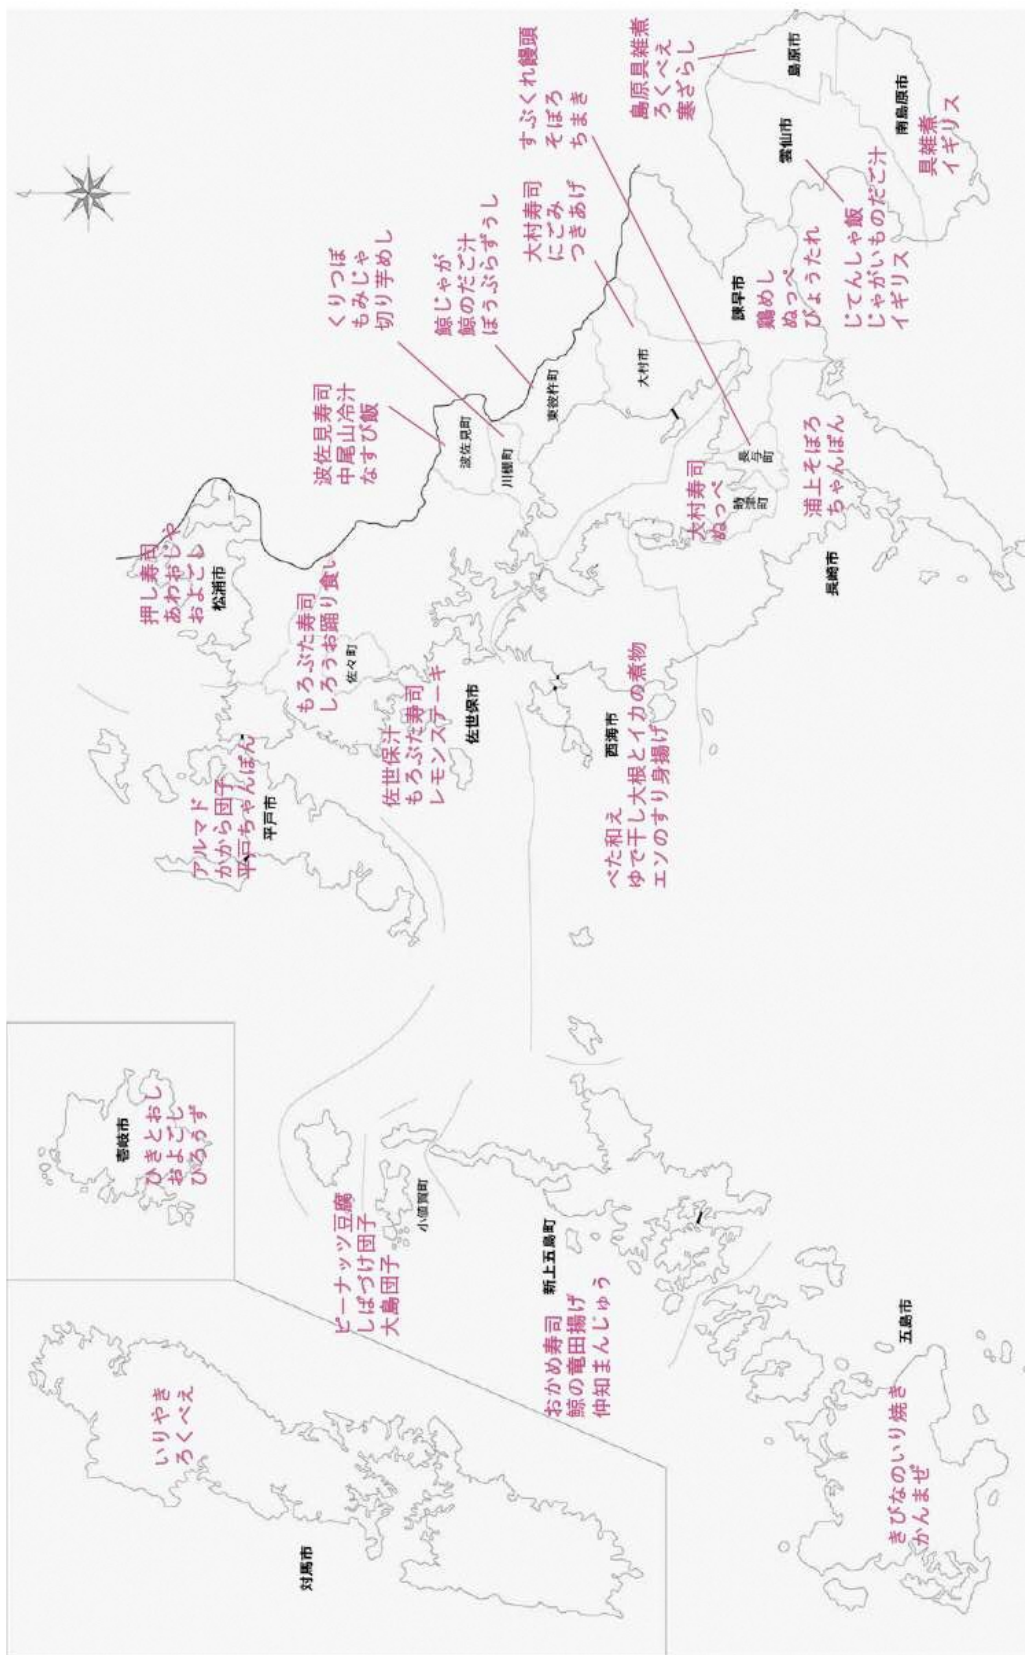 対馬市
いりやき
ろくべえ
壱岐市
ひきとおし
およごし
ひろうず
アルマド
かから団子
平戸ちゃんぽん
平戸市
押し寿司
あわおじや
およごし
松浦市
もろぶた寿司
しろうお踊り食い
佐々町
波佐見寿司
中尾山冷汁
なすび飯
波佐見町
くりつぼ
もみじゃ
切り芋めし
川棚町
鯨じゃが
鯨のだご汁
ぼうぶらずうし
東彼杵町
ピーナッツ豆腐
しばづけ団子
大島団子
小値賀町
佐世保汁
もろぶた寿司
レモンステーキ
佐世保市
大村寿司
にごみ
つきあげ
大村市
すぶくれ饅頭
そぼろ
ちまき
長与町
島原具雑煮
ろくべえ
寒ざらし
島原市
新上五島町
おかめ寿司
鯨の竜田揚げ
仲知まんじゅう
西海市
べた和え
ゆで干し大根とイカの煮物
エソのすり身揚げ
大村寿司
ぬっぺ
時津町
諫早市
鶏めし
ぬっぺ
びょうたれ
雲仙市
じてんしゃ飯
じゃがいものだご汁
イギリス
南島原市
具雑煮
イギリス
浦上そぼろ
ちゃんぽん
長崎市
五島市
きびなのいり焼き
かんまぜ